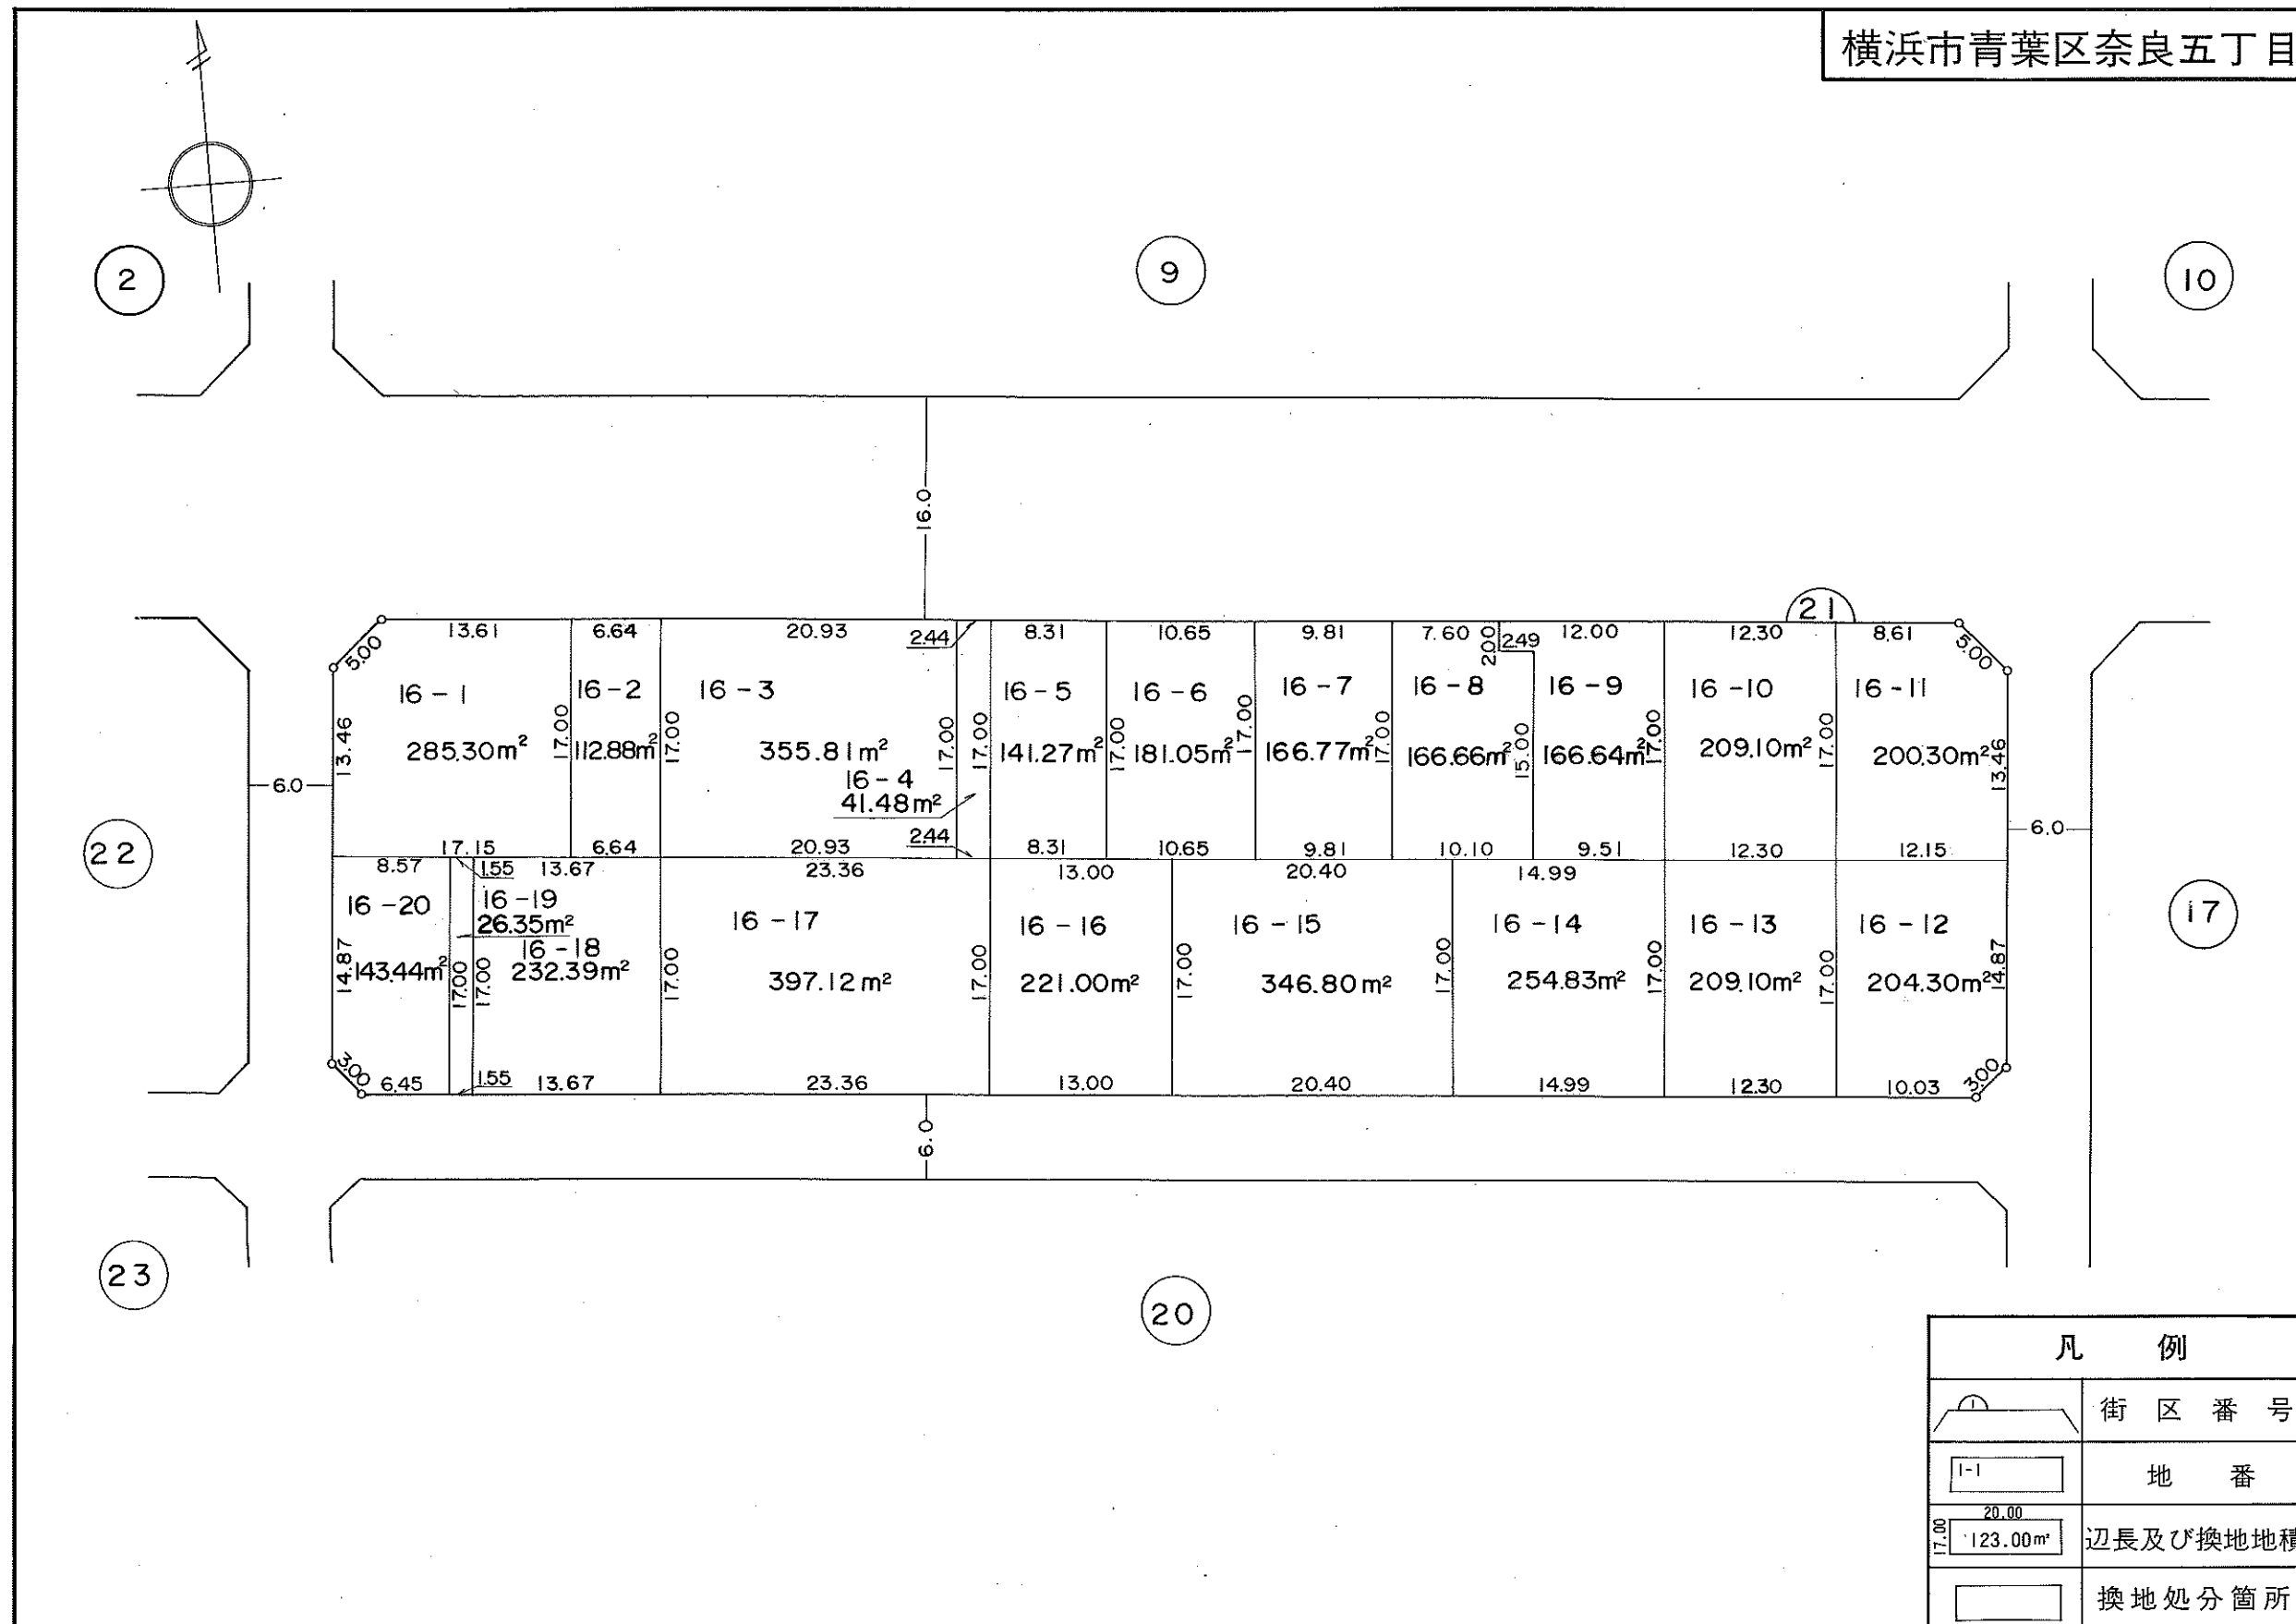 横浜市青葉区奈良五丁目
2
9
10
16.0
21
13.61 6.64 20.93 2.44 8.31 10.65 9.81 7.60 2.00 2.49 12.00 12.30 8.61
5.00 5.00
16-1 16-2 16-3 16-5 16-6 16-7 16-8 16-9 16-10 16-11
13.46 17.00 17.00 17.00 17.00 17.00 17.00 17.00 15.00 17.00 17.00 13.46
285.30m² 112.88m² 355.81m² 141.27m² 181.05m² 166.77m² 166.66m² 166.64m² 209.10m² 200.30m²
16-4
41.48m²
6.0
6.0
17.15 6.64 20.93 2.44 8.31 10.65 9.81 10.10 9.51 12.30 12.15
22
8.57 1.55 13.67 23.36 13.00 20.40 14.99
16-20 16-19 16-17 16-16 16-15 16-14 16-13 16-12
26.35m²
16-18
17
14.87 17.00 17.00 17.00 17.00 17.00 17.00 17.00 17.00 14.87
143.44m² 232.39m² 397.12m² 221.00m² 346.80m² 254.83m² 209.10m² 204.30m²
3.00 3.00
6.45 1.55 13.67 23.36 13.00 20.40 14.99 12.30 10.03
6.0
23
20
凡 例
1 街区番号
1-1 地番
20.00
17.00 123.00m² 辺長及び換地地積
換地処分箇所